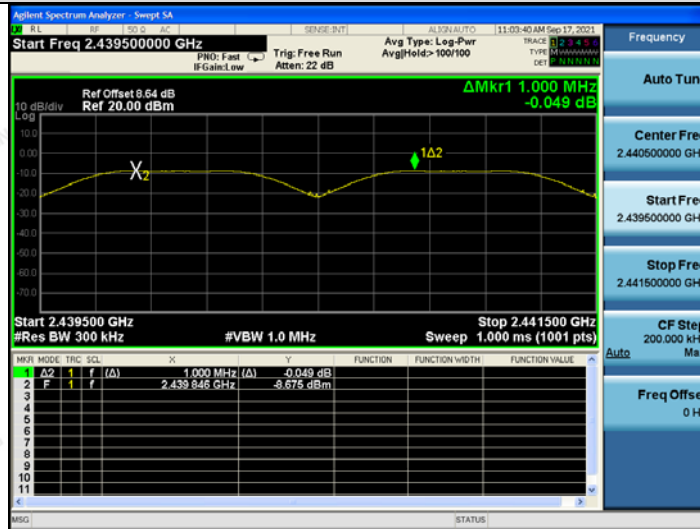 Agilent Spectrum Analyzer - Swept SA
RL RF 50 Ω AC SENSE:INT ALIGN AUTO 11:03:40 AM Sep 17, 2021
Start Freq 2.439500000 GHz
PNO: Fast
IFGain:Low
Trig: Free Run
Atten: 22 dB
Avg Type: Log-Pwr
Avg|Hold:>100/100
TRACE 1 2 3 4 5 6
TYPE M
DET P N N N N N
Frequency
10 dB/div
Log
Ref Offset 8.64 dB
Ref 20.00 dBm
ΔMkr1 1.000 MHz
-0.049 dB
10.0
0.00
-10.0
-20.0
-30.0
-40.0
-50.0
-60.0
-70.0
X2
1Δ2
Start 2.439500 GHz
#Res BW 300 kHz
#VBW 1.0 MHz
Stop 2.441500 GHz
Sweep 1.000 ms (1001 pts)
MKR MODE TRC SCL X Y FUNCTION FUNCTION WIDTH FUNCTION VALUE
1 Δ2 1 f (Δ) 1.000 MHz (Δ) -0.049 dB
2 F 1 f 2.439 846 GHz -8.675 dBm
3
4
5
6
7
8
9
10
11
MSG
STATUS
Auto Tun
Center Fre
2.440500000 GH
Start Fre
2.439500000 GH
Stop Fre
2.441500000 GH
CF Step
200.000 kH
Auto Ma
Freq Offse
0 H